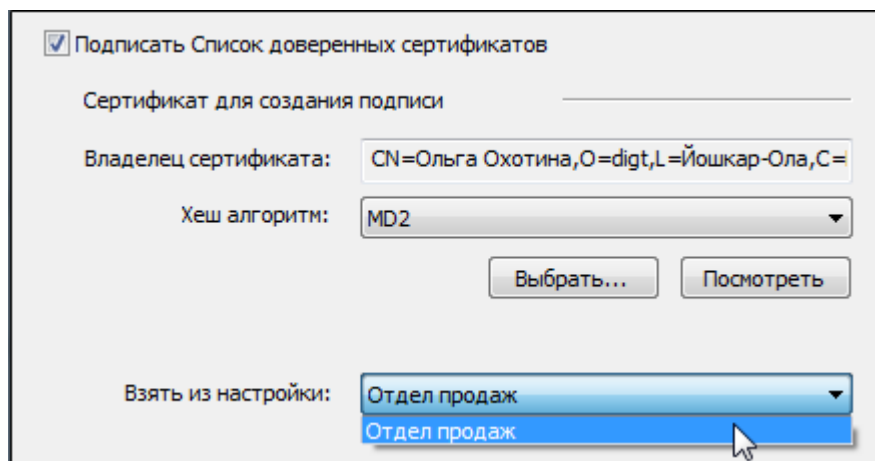 Подписать Список доверенных сертификатов
Сертификат для создания подписи
Владелец сертификата: CN=Ольга Охотина,O=digt,L=Йошкар-Ола,C=
Хеш алгоритм: MD2
Выбрать... Посмотреть
Взять из настройки: Отдел продаж
Отдел продаж